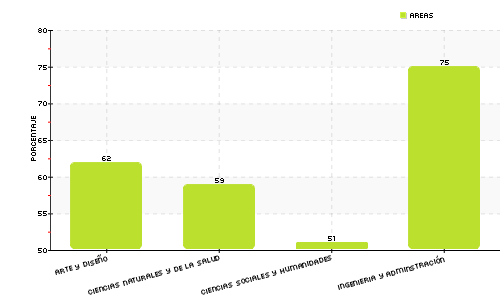 AREAS
80
75
70
65
60
55
50
PORCENTAJE
62
59
51
75
ARTE Y DISEÑO
CIENCIAS NATURALES Y DE LA SALUD
CIENCIAS SOCIALES Y HUMANIDADES
INGENIERIA Y ADMINSTRACIÓN